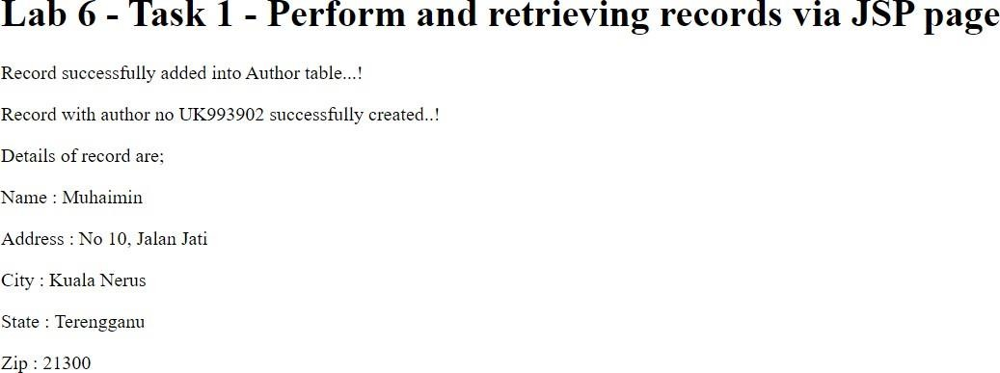 Lab 6 - Task 1 - Perform and retrieving records via JSP page
Record successfully added into Author table...!
Record with author no UK993902 successfully created..!
Details of record are;
Name : Muhaimin
Address : No 10, Jalan Jati
City : Kuala Nerus
State : Terengganu
Zip : 21300